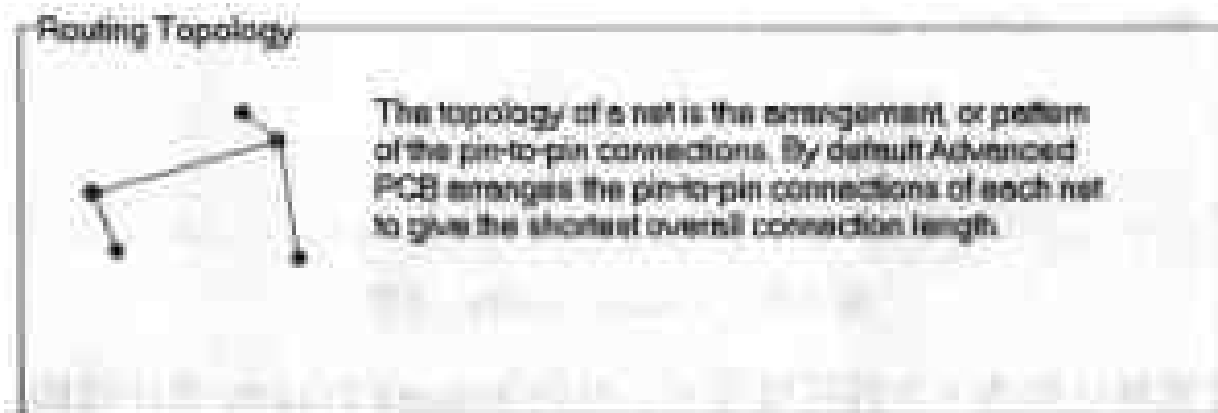 Routing Topology
The topology of a net is the arrangement, or pattern
of the pin-to-pin connections. By default Advanced
PCB arranges the pin-to-pin connections of each net
to give the shortest overall connection length.